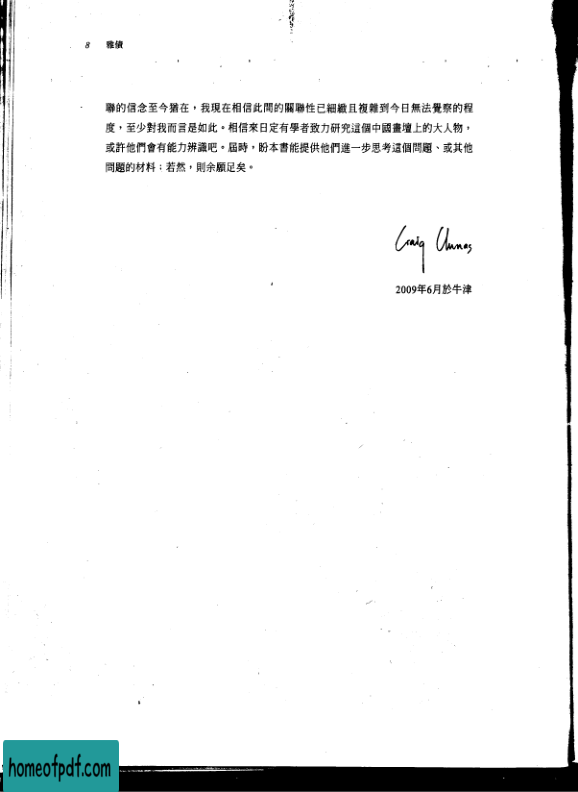 8 雅債
聯的信念至今猶在，我現在相信此間的關聯性已細緻且複雜到今日無法覺察的程
度，至少對我而言是如此。相信來日定有學者致力研究這個中國畫壇上的大人物，
或許他們會有能力辨識吧。屆時，盼本書能提供他們進一步思考這個問題、或其他
問題的材料；若然，則余願足矣。
Craig Clunas
2009年6月於牛津
homeofpdf.com